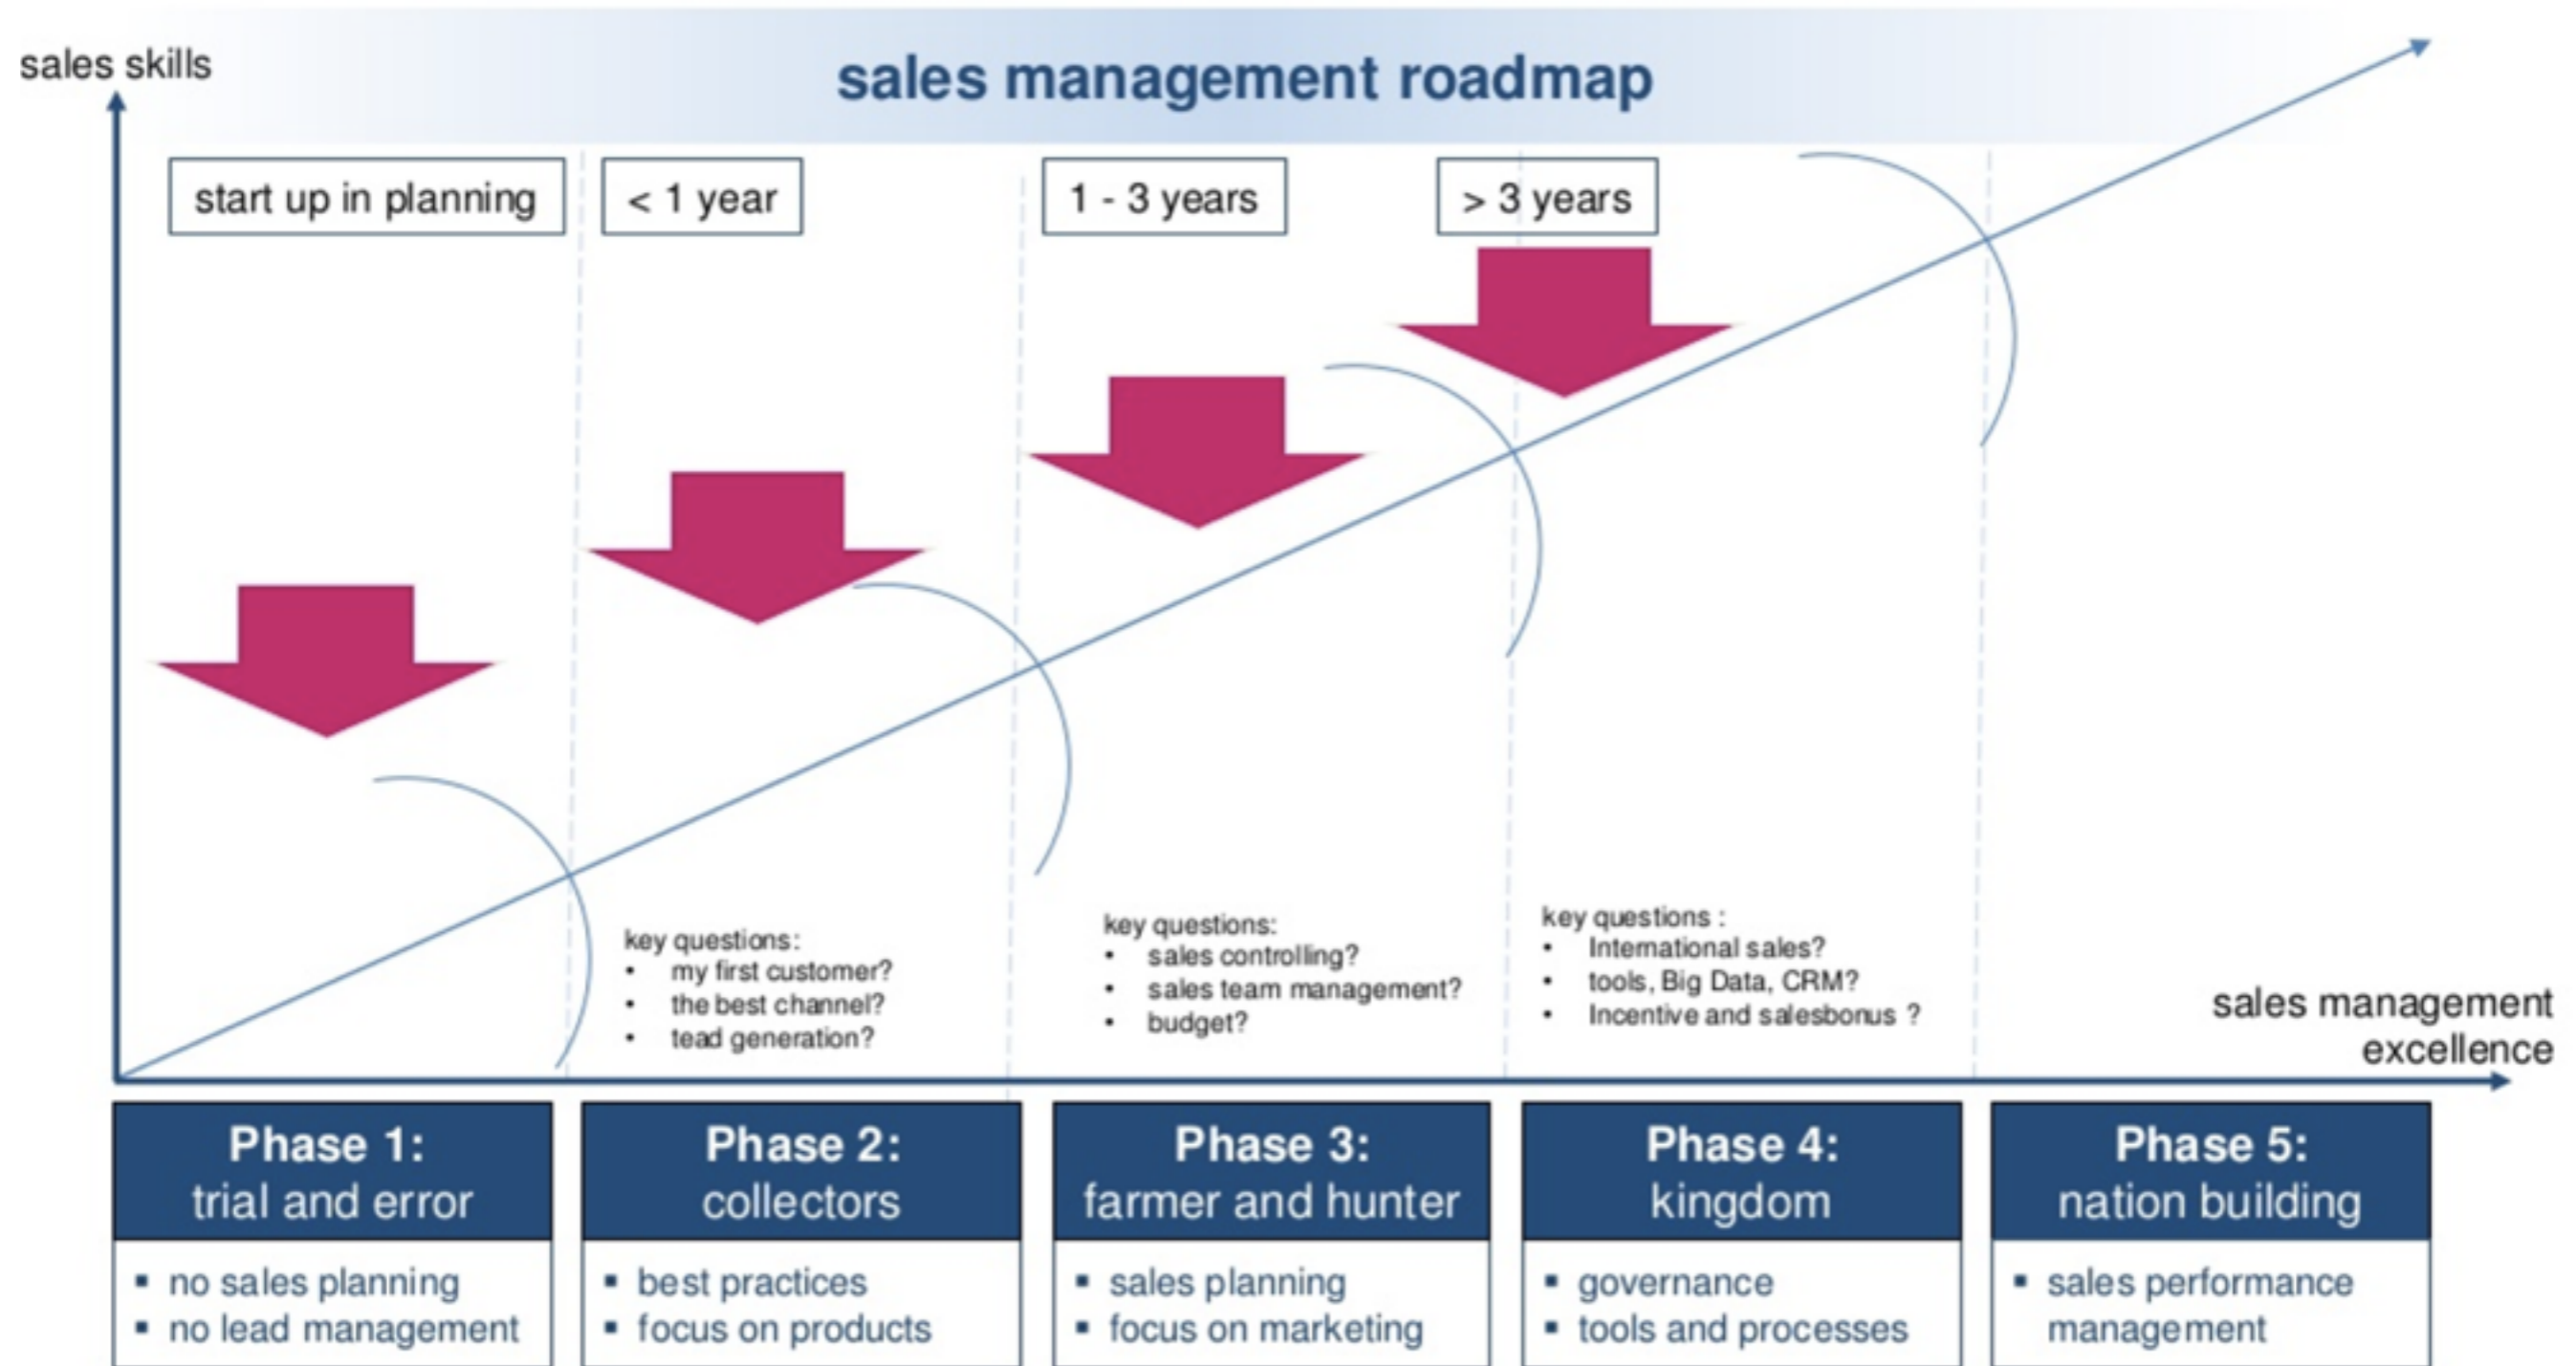 sales skills
sales management roadmap
start up in planning
< 1 year
1 - 3 years
> 3 years
key questions:
• my first customer?
• the best channel?
• tead generation?
key questions:
• sales controlling?
• sales team management?
• budget?
key questions :
• International sales?
• tools, Big Data, CRM?
• Incentive and salesbonus ?
sales management
excellence
Phase 1:
trial and error
▪ no sales planning
▪ no lead management
Phase 2:
collectors
▪ best practices
▪ focus on products
Phase 3:
farmer and hunter
▪ sales planning
▪ focus on marketing
Phase 4:
kingdom
▪ governance
▪ tools and processes
Phase 5:
nation building
▪ sales performance
management